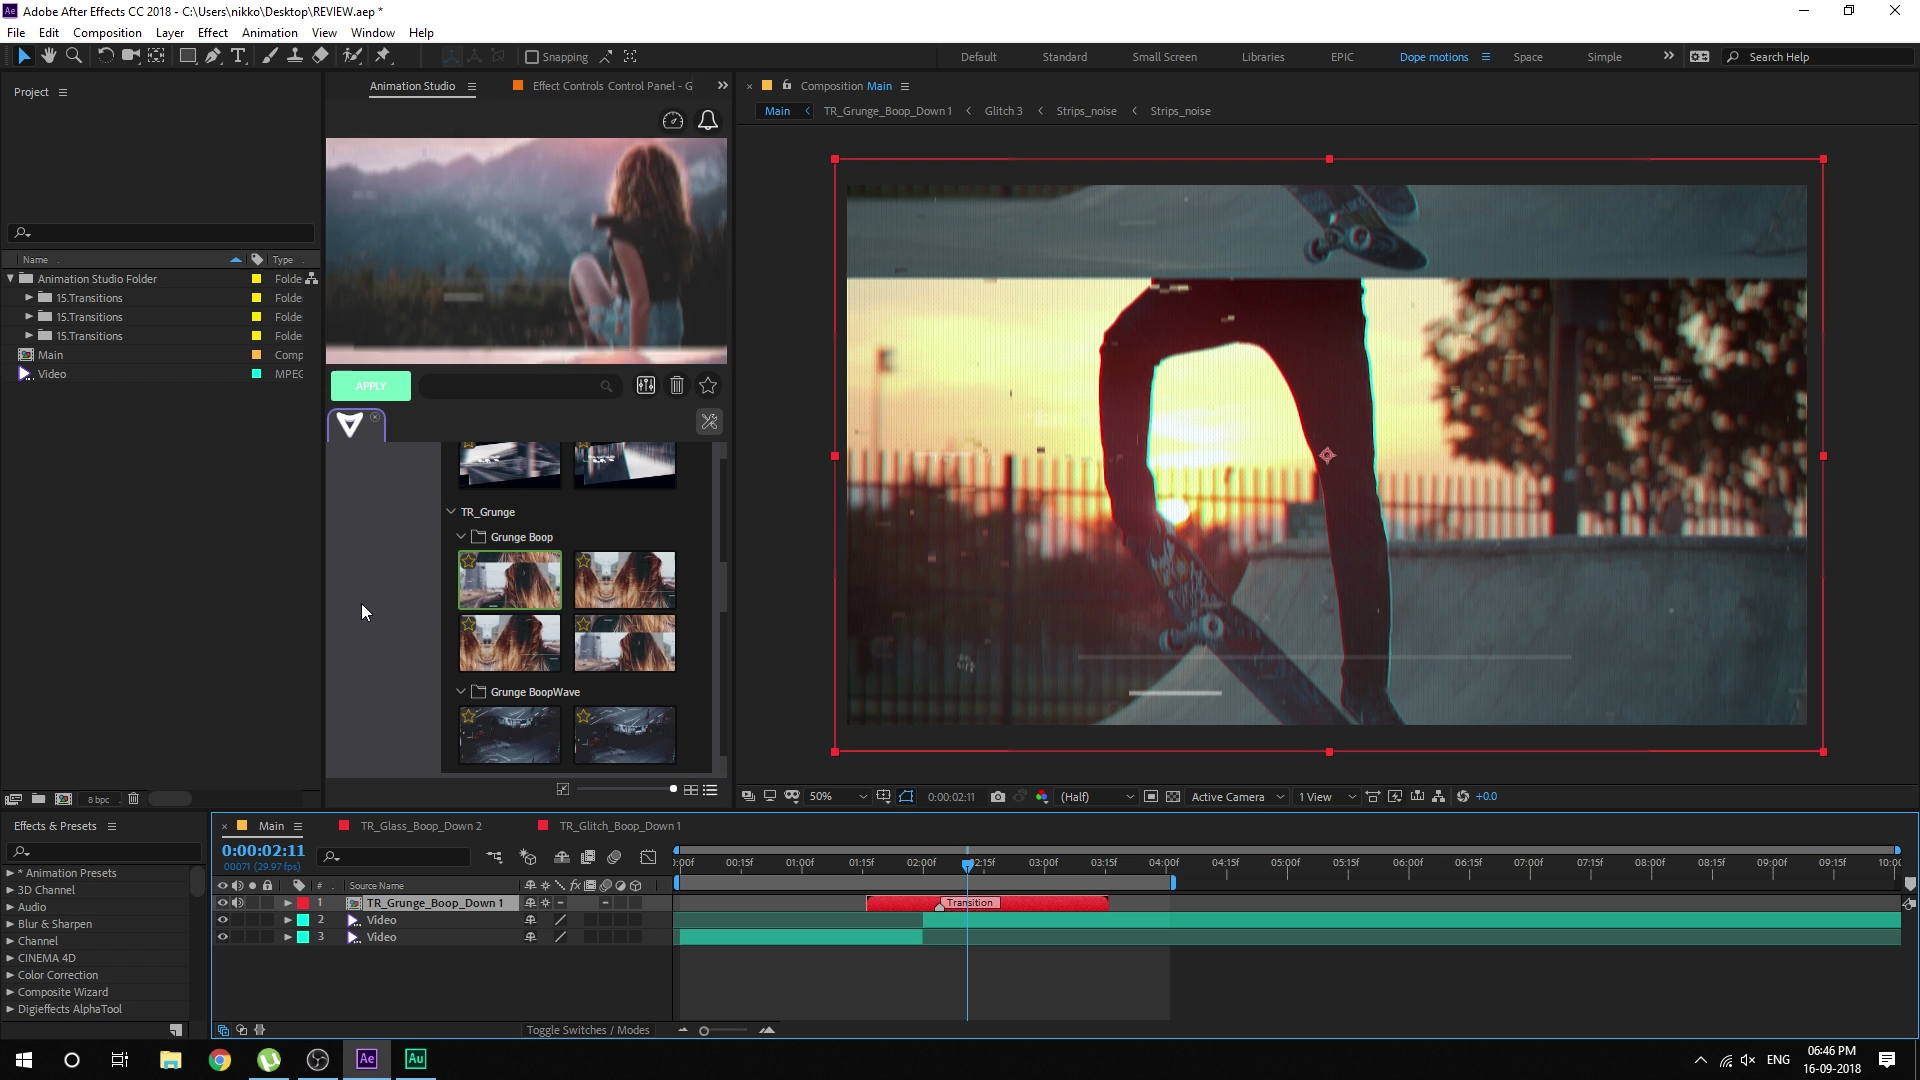 Adobe After Effects CC 2018 - C:\Users\nikko\Desktop\REVIEW.aep *
File Edit Composition Layer Effect Animation View Window Help
Snapping Default Standard Small Screen Libraries EPIC Dope motions Space Simple Search Help
Project Animation Studio Effect Controls Control Panel - G Composition Main
Main TR_Grunge_Boop_Down 1 Glitch 3 Strips_noise Strips_noise
Name Type
Animation Studio Folder Folde
15.Transitions Folde
15.Transitions Folde
15.Transitions Folde
Main Comp
Video MPEG
APPLY
TR_Grunge
Grunge Boop
Grunge BoopWave
8 bpc
50% 0:00:02:11 (Half) Active Camera 1 View +0.0
Effects & Presets
* Animation Presets
3D Channel
Audio
Blur & Sharpen
Channel
CINEMA 4D
Color Correction
Composite Wizard
Digieffects AlphaTool
Main TR_Glass_Boop_Down 2 TR_Glitch_Boop_Down 1
0:00:02:11
00071 (29.97 fps)
):00f 00:15f 01:00f 01:15f 02:00f 02:15f 03:00f 03:15f 04:00f 04:15f 05:00f 05:15f 06:00f 06:15f 07:00f 07:15f 08:00f 08:15f 09:00f 09:15f 10:0(
# Source Name
1 TR_Grunge_Boop_Down 1 Transition
2 Video
3 Video
Toggle Switches / Modes
Ae Au
ENG
06:46 PM
16-09-2018